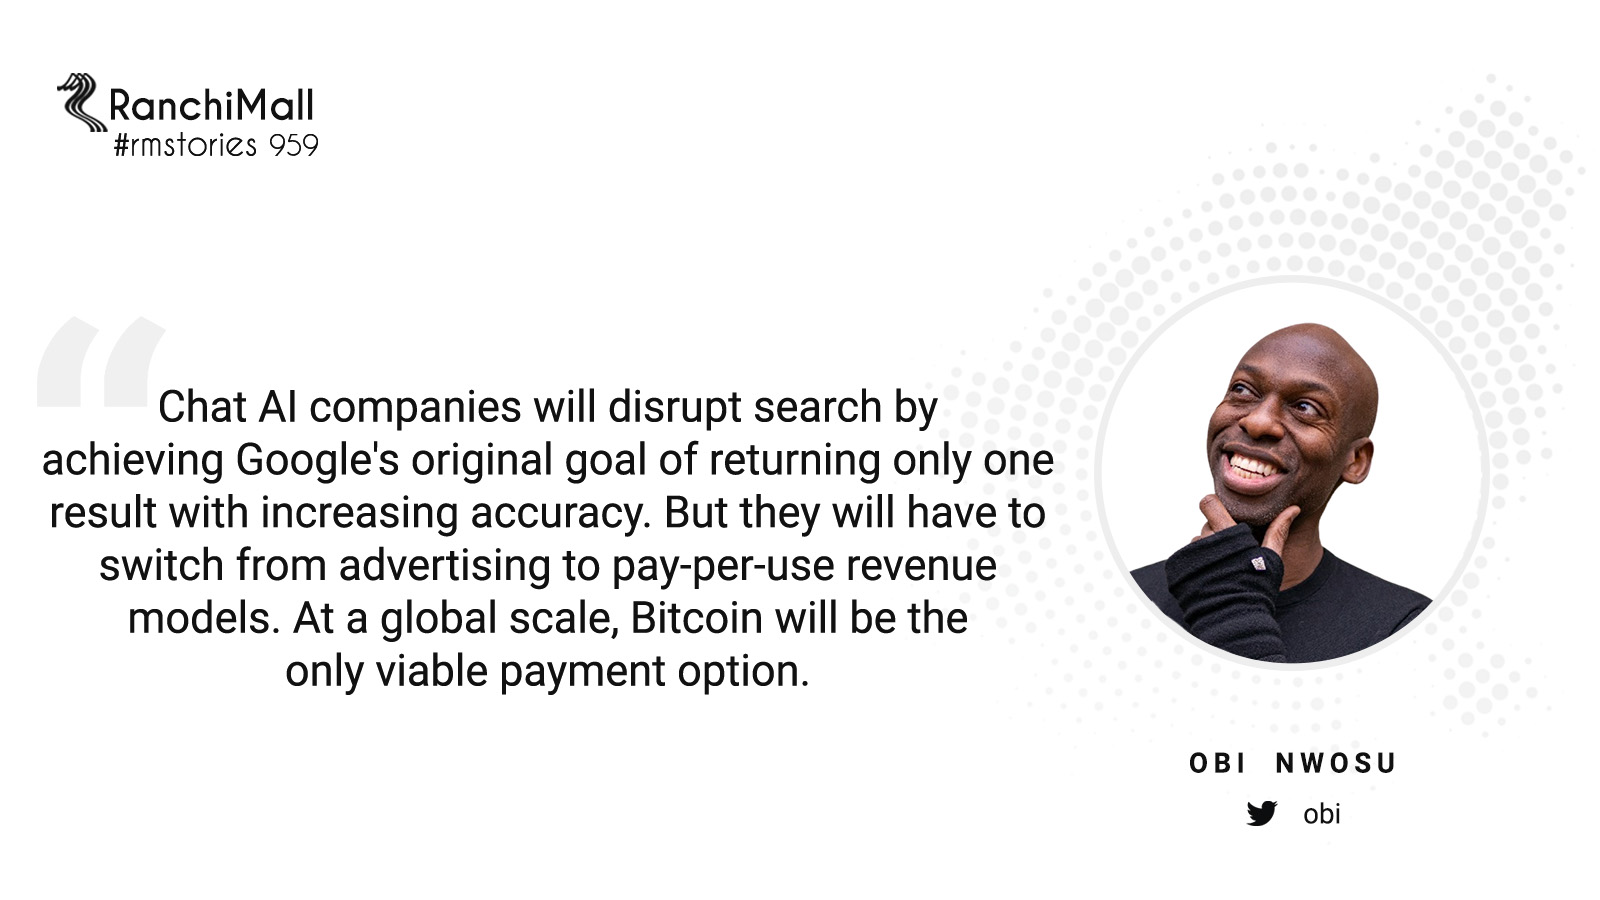 RanchiMall
#rmstories 959
Chat AI companies will disrupt search by
achieving Google's original goal of returning only one
result with increasing accuracy. But they will have to
switch from advertising to pay-per-use revenue
models. At a global scale, Bitcoin will be the
only viable payment option.
OBI NWOSU
obi